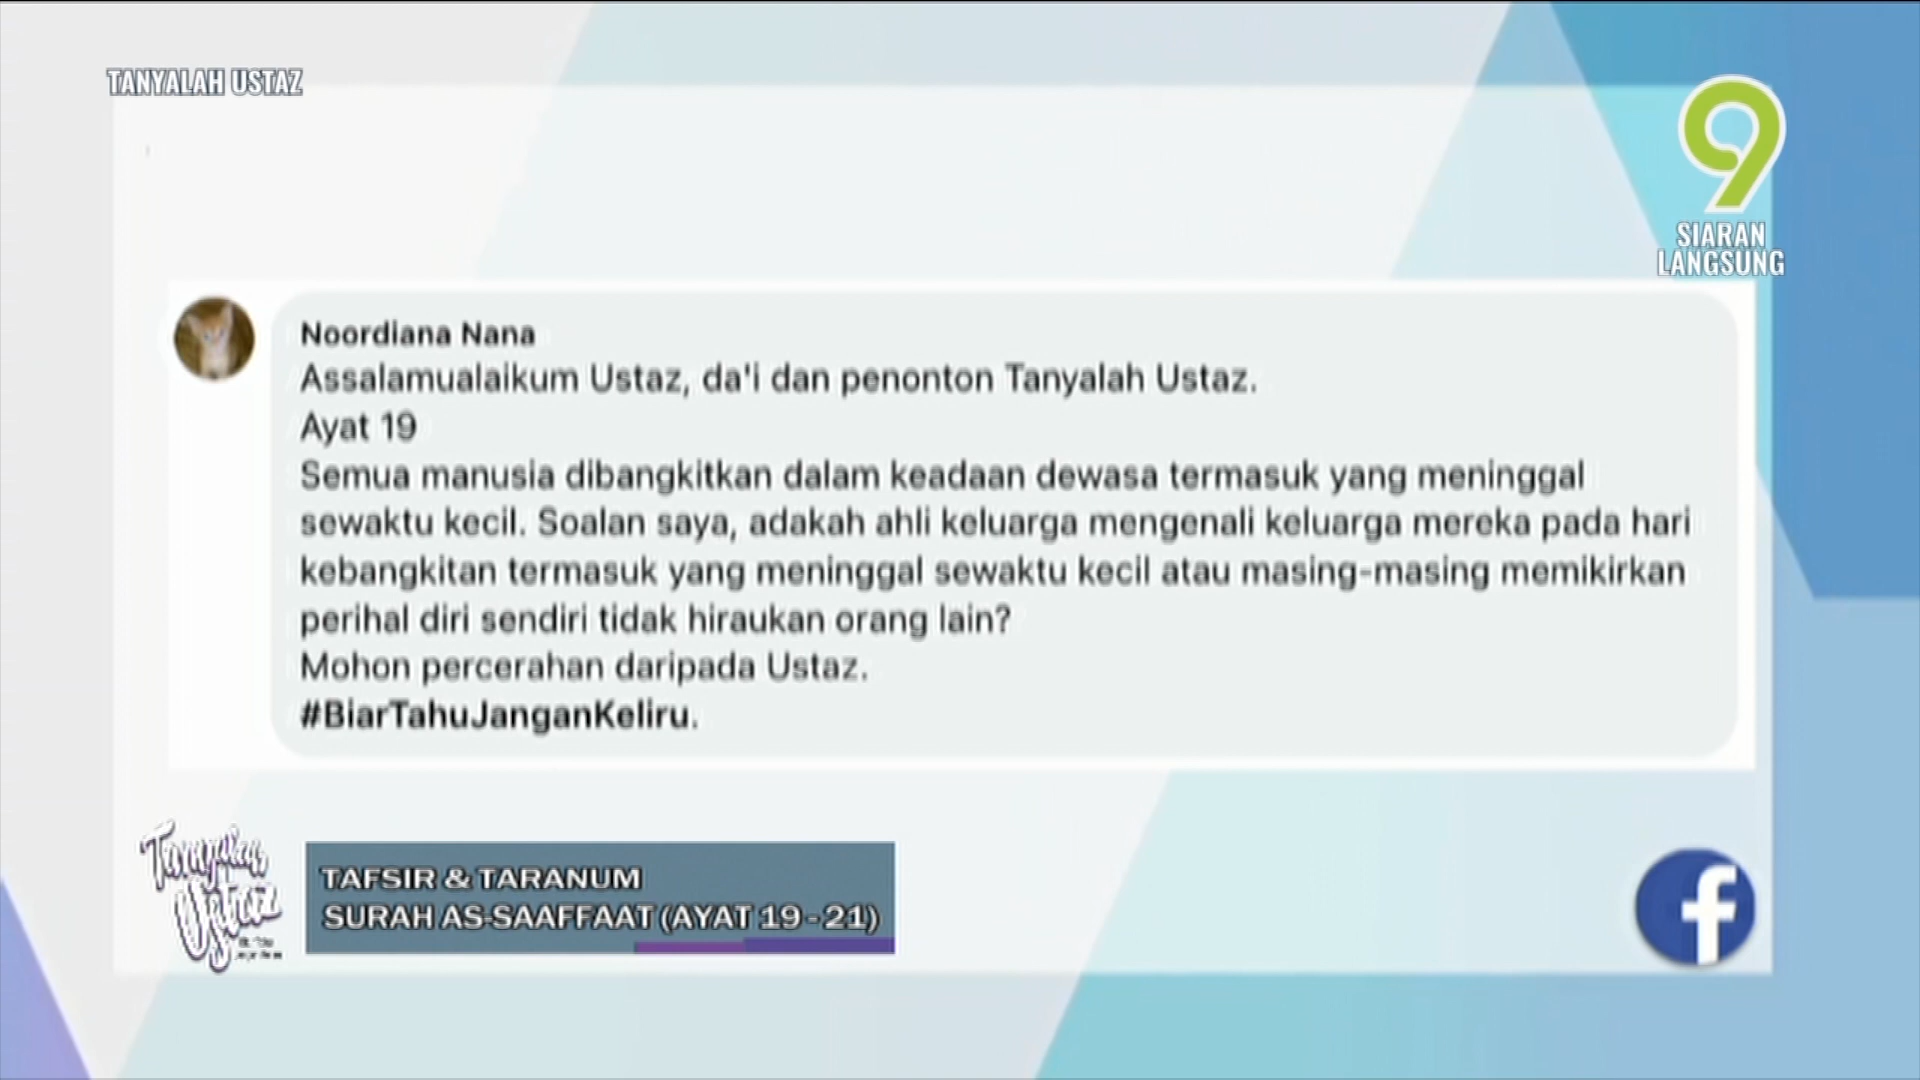 TANYALAH USTAZ
9
SIARAN
LANGSUNG
Noordiana Nana
Assalamualaikum Ustaz, da'i dan penonton Tanyalah Ustaz.
Ayat 19
Semua manusia dibangkitkan dalam keadaan dewasa termasuk yang meninggal
sewaktu kecil. Soalan saya, adakah ahli keluarga mengenali keluarga mereka pada hari
kebangkitan termasuk yang meninggal sewaktu kecil atau masing-masing memikirkan
perihal diri sendiri tidak hiraukan orang lain?
Mohon percerahan daripada Ustaz.
#BiarTahuJanganKeliru.
Tanyalah
Ustaz
TAFSIR & TARANUM
SURAH AS-SAAFFAAT (AYAT 19 - 21)
f